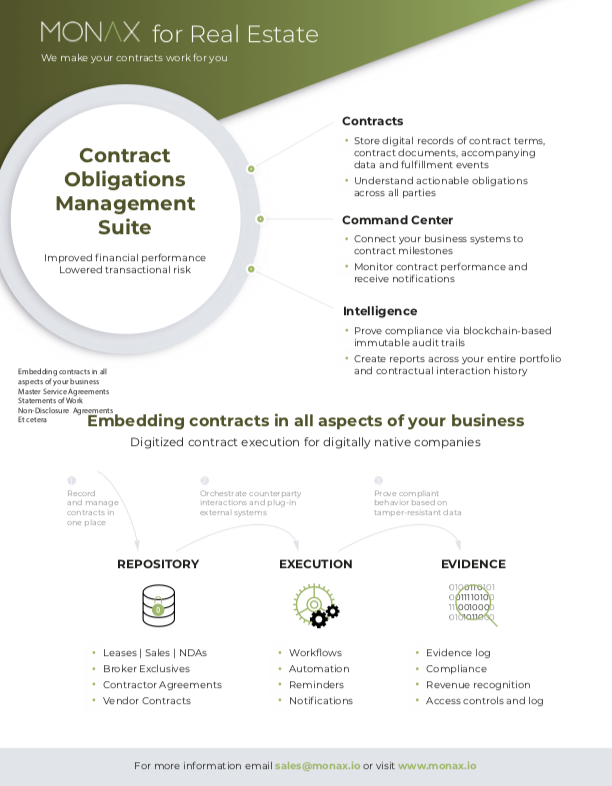 MONAX for Real Estate
We make your contracts work for you
Contract
Obligations
Management
Suite
Improved financial performance
Lowered transactional risk
Contracts
• Store digital records of contract terms,
contract documents, accompanying
data and fulfillment events
• Understand actionable obligations
across all parties
Command Center
• Connect your business systems to
contract milestones
• Monitor contract performance and
receive notifications
Intelligence
• Prove compliance via blockchain-based
immutable audit trails
• Create reports across your entire portfolio
and contractual interaction history
Embedding contracts in all
aspects of your business
Master Service Agreements
Statements of Work
Non-Disclosure Agreements
Et cetera
Embedding contracts in all aspects of your business
Digitized contract execution for digitally native companies
1
Record
and manage
contracts in
one place
2
Orchestrate counterparty
interactions and plug-in
external systems
3
Prove compliant
behavior based on
tamper-resistant data
REPOSITORY
EXECUTION
EVIDENCE
• Leases | Sales | NDAs
• Broker Exclusives
• Contractor Agreements
• Vendor Contracts
• Workflows
• Automation
• Reminders
• Notifications
• Evidence log
• Compliance
• Revenue recognition
• Access controls and log
For more information email sales@monax.io or visit www.monax.io